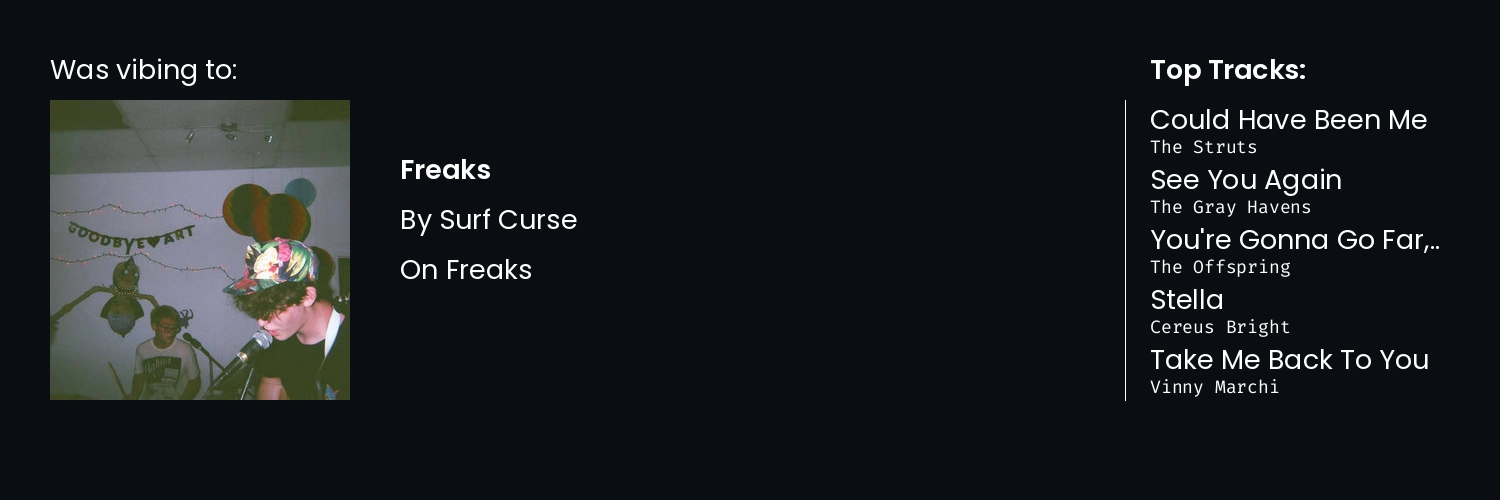 Was vibing to:
GOODBYE♥ART
Freaks
By Surf Curse
On Freaks
Top Tracks:
Could Have Been Me
The Struts
See You Again
The Gray Havens
You're Gonna Go Far,..
The Offspring
Stella
Cereus Bright
Take Me Back To You
Vinny Marchi